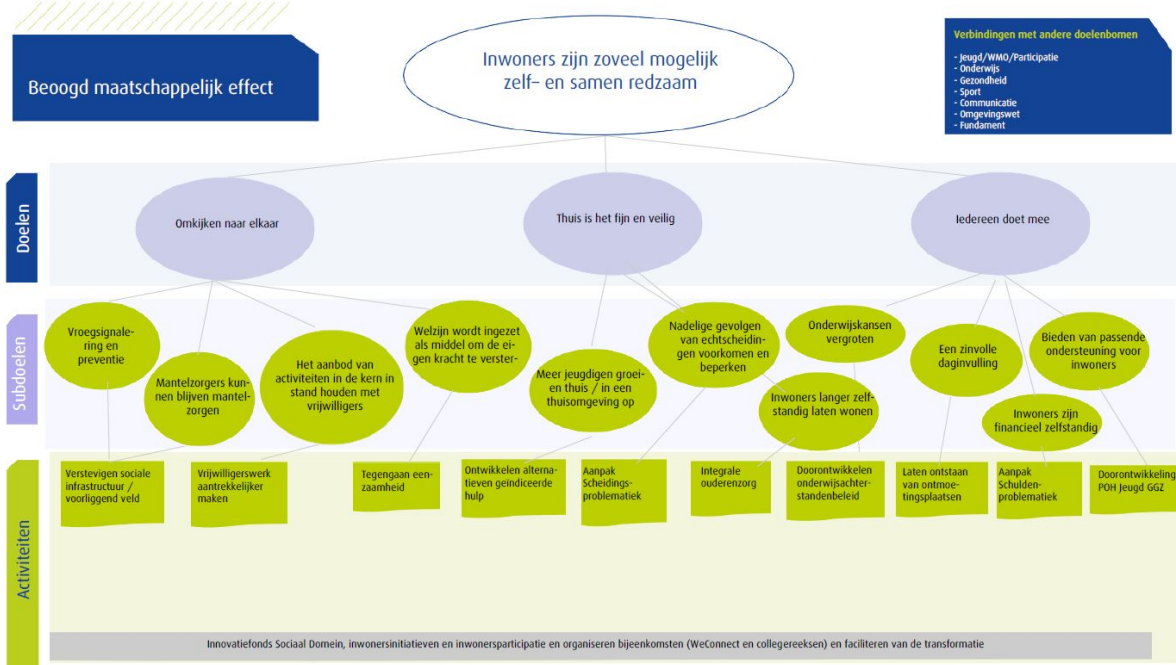 Beoogd maatschappelijk effect
Inwoners zijn zoveel mogelijk
zelf- en samen redzaam
Verbindingen met andere doelenbomen
- Jeugd/WMO/Participatie
- Onderwijs
- Gezondheid
- Sport
- Communicatie
- Omgevingswet
- Fundament
Doelen
Omkijken naar elkaar
Thuis is het fijn en veilig
Iedereen doet mee
Subdoelen
Vroegsignale-
ring en
preventie
Mantelzorgers kun-
nen blijven mantel-
zorgen
Het aanbod van
activiteiten in de kern in
stand houden met
vrijwilligers
Welzijn wordt ingezet
als middel om de ei-
gen kracht te verster-
Meer jeugdigen groei-
en thuis / in een
thuisomgeving op
Nadelige gevolgen
van echtscheidin-
gen voorkomen en
beperken
Inwoners langer zelf-
standig laten wonen
Onderwijskansen
vergroten
Een zinvolle
daginvulling
Inwoners zijn
financieel zelfstandig
Bieden van passende
ondersteuning voor
inwoners
Activiteiten
Verstevigen sociale
infrastructuur /
voorliggend veld
Vrijwilligerswerk
aantrekkelijker
maken
Tegengaan een-
zaamheid
Ontwikkelen alterna-
tieven geïndiceerde
hulp
Aanpak
Scheidings-
problematiek
Integrale
ouderenzorg
Doorontwikkelen
onderwijsachter-
standenbeleid
Laten ontstaan
van ontmoe-
tingsplaatsen
Aanpak
Schulden-
problematiek
Doorontwikkeling
POH Jeugd GGZ
Innovatiefonds Sociaal Domein, inwonersinitiatieven en inwonersparticipatie en organiseren bijeenkomsten (WeConnect en collegereeksen) en faciliteren van de transformatie